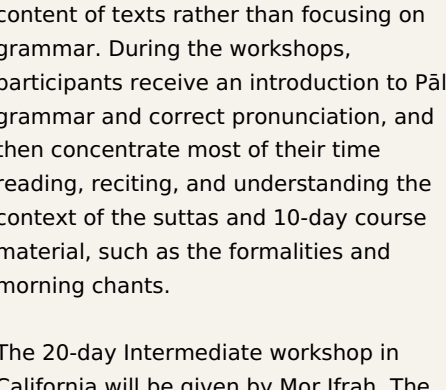 content of texts rather than focusing on
grammar. During the workshops,
participants receive an introduction to
grammar and correct pronunciation, and
then concentrate most of their time
reading, reciting, and understanding the
context of the suttas and 10-day course
material, such as the formalities and
morning chants.
The 20-day Intermediate workshop in
California will be given by Mor Ifrah. The